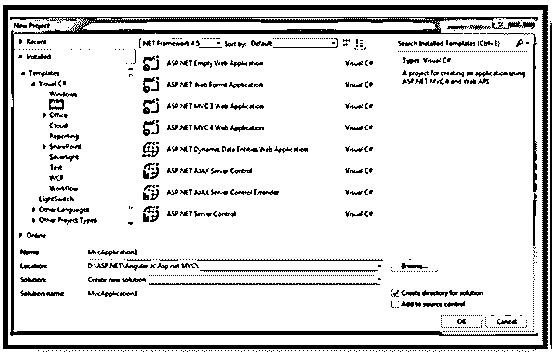 New Project
Recent
Installed
Templates
Visual C#
Windows
Office
Cloud
Reporting
SharePoint
Silverlight
Test
WCF
Workflow
LightSwitch
Other Languages
Other Project Types
Online
.NET Framework 4.5 Sort by: Default
ASP.NET Empty Web Application Visual C#
ASP.NET Web Forms Application Visual C#
ASP.NET MVC 3 Web Application Visual C#
ASP.NET MVC 4 Web Application Visual C#
ASP.NET Dynamic Data Entities Web Application Visual C#
ASP.NET AJAX Server Control Visual C#
ASP.NET AJAX Server Control Extender Visual C#
ASP.NET Server Control Visual C#
Search Installed Templates (Ctrl+E)
Type: Visual C#
A project for creating an application using
ASP.NET MVC 4 and Web API
Name: MvcApplication1
Location: D:\ASP.NET\Angular Asp net MVC\
Browse...
Solution: Create new solution
Solution name: MvcApplication1
Create directory for solution
Add to source control
OK Cancel